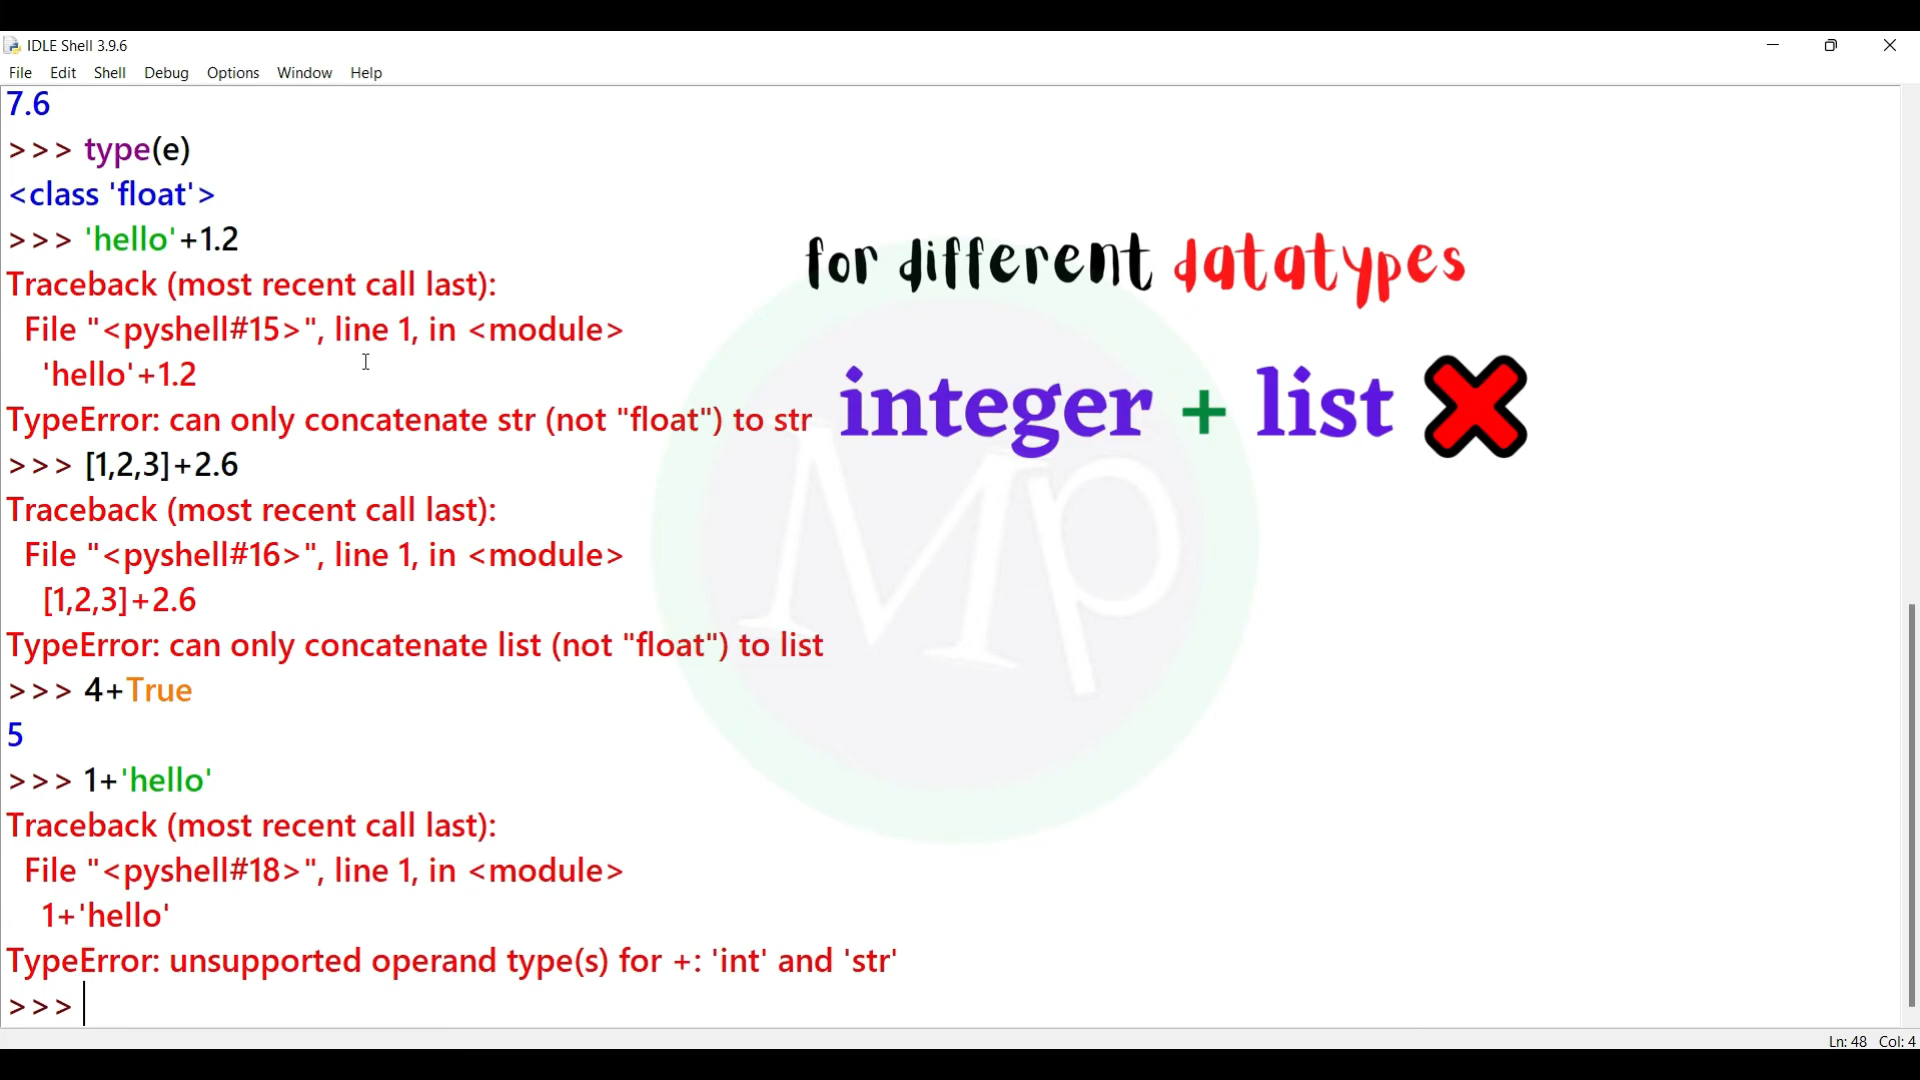 IDLE Shell 3.9.6
File Edit Shell Debug Options Window Help
7.6
>>> type(e)
<class 'float'>
>>> 'hello'+1.2
Traceback (most recent call last):
File "<pyshell#15>", line 1, in <module>
'hello'+1.2
TypeError: can only concatenate str (not "float") to str
>>> [1,2,3]+2.6
Traceback (most recent call last):
File "<pyshell#16>", line 1, in <module>
[1,2,3]+2.6
TypeError: can only concatenate list (not "float") to list
>>> 4+True
5
>>> 1+'hello'
Traceback (most recent call last):
File "<pyshell#18>", line 1, in <module>
1+'hello'
TypeError: unsupported operand type(s) for +: 'int' and 'str'
>>>
for different datatypes
integer + list
Mp
Ln: 48 Col: 4